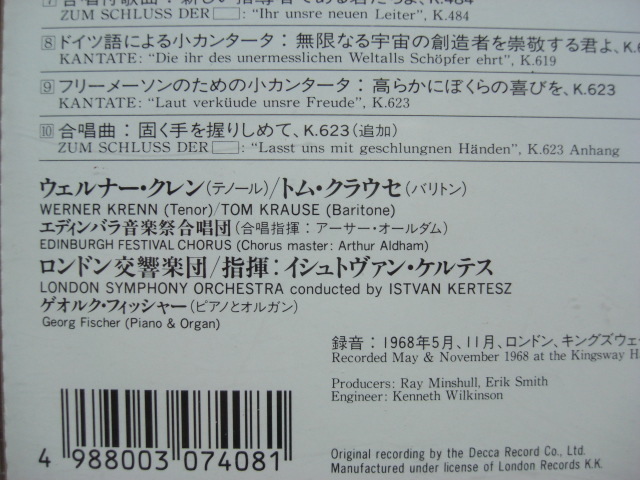 ZUM SCHLUSS DER □: "Ihr unsre neuen Leiter", K.484
⑧ ドイツ語による小カンタータ：無限なる宇宙の創造者を崇敬する君よ、K.
KANTATE: "Die ihr des unermesslichen Weltalls Schöpfer ehrt", K.619
⑨ フリーメーソンのための小カンタータ：高らかにぼくらの喜びを、K.623
KANTATE: "Laut verküude unsre Freude", K.623
⑩ 合唱曲：固く手を握りしめて、K.623（追加）
ZUM SCHLUSS DER □: "Lasst uns mit geschlungnen Händen", K.623 Anhang
ウェルナー・クレン（テノール）/トム・クラウセ（バリトン）
WERNER KRENN (Tenor)/TOM KRAUSE (Baritone)
エディンバラ音楽祭合唱団（合唱指揮：アーサー・オールダム）
EDINBURGH FESTIVAL CHORUS (Chorus master: Arthur Aldham)
ロンドン交響楽団/指揮：イシュトヴァン・ケルテス
LONDON SYMPHONY ORCHESTRA conducted by ISTVAN KERTESZ
ゲオルク・フィッシャー（ピアノとオルガン）
Georg Fischer (Piano & Organ)
録音：1968年5月、11月、ロンドン、キングズウェ
Recorded May & November 1968 at the Kingsway H
Producers: Ray Minshull, Erik Smith
Engineer: Kenneth Wilkinson
4 988003 074081
Original recording by the Decca Record Co., Ltd.
Manufactured under license of London Records K.K.